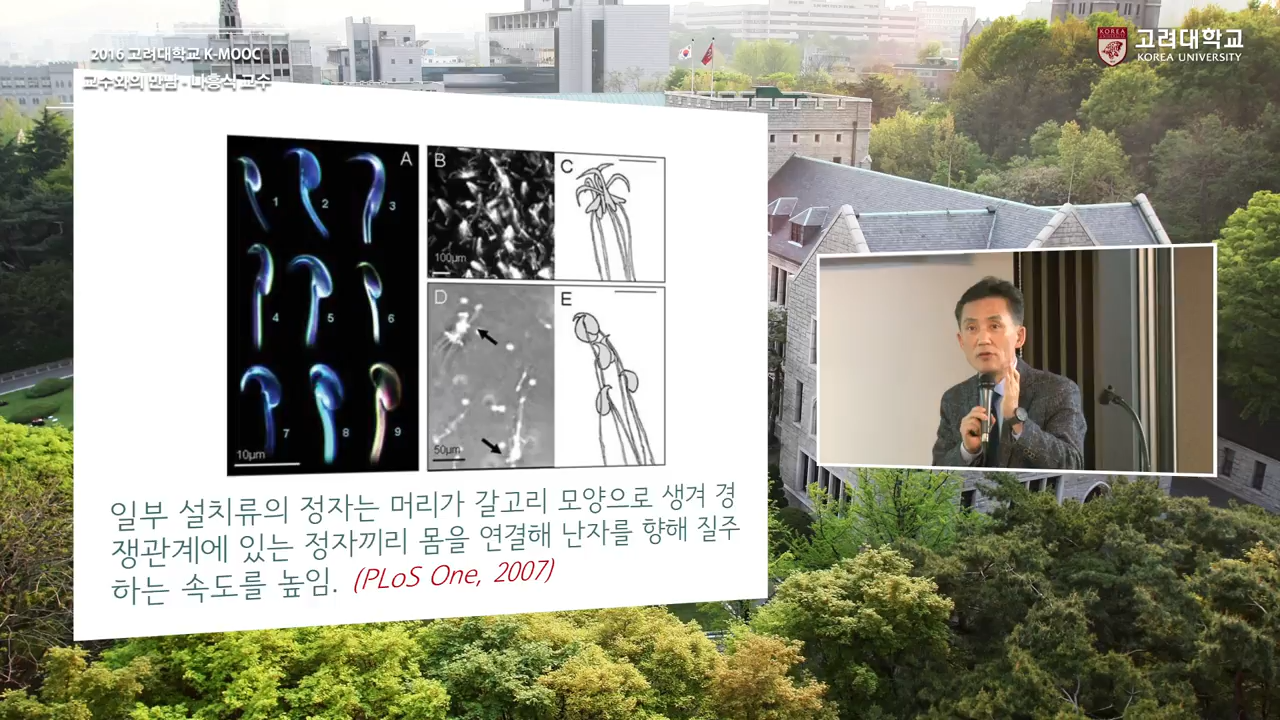 2016 고려대학교 K-MOOC
교수와의 만남 - 나흥식 교수
KOREA
고려대학교
KOREA UNIVERSITY
A
1
2
3
4
5
6
7
8
9
10µm
B
100µm
C
D
50µm
E
일부 설치류의 정자는 머리가 갈고리 모양으로 생겨 경
쟁관계에 있는 정자끼리 몸을 연결해 난자를 향해 질주
하는 속도를 높임. (PLoS One, 2007)